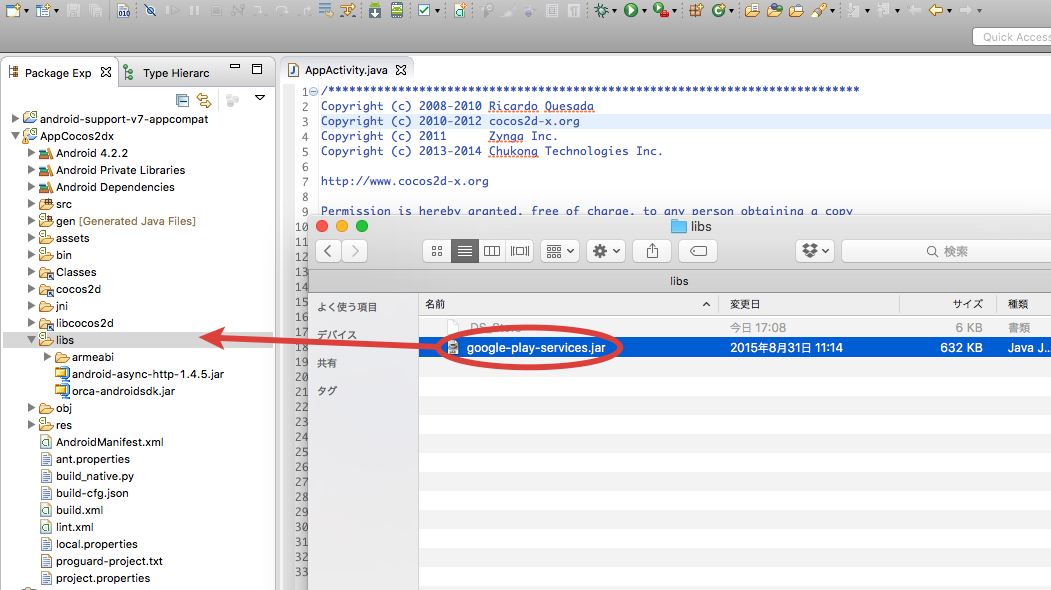 Quick Access
Package Exp
Type Hierarc
android-support-v7-appcompat
AppCocos2dx
Android 4.2.2
Android Private Libraries
Android Dependencies
src
gen [Generated Java Files]
assets
bin
Classes
cocos2d
jni
libcocos2d
libs
armeabi
android-async-http-1.4.5.jar
orca-androidsdk.jar
obj
res
AndroidManifest.xml
ant.properties
build_native.py
build-cfg.json
build.xml
lint.xml
local.properties
proguard-project.txt
project.properties
AppActivity.java
1 /****************************************************************************
2 Copyright (c) 2008-2010 Ricardo Quesada
3 Copyright (c) 2010-2012 cocos2d-x.org
4 Copyright (c) 2011      Zynga Inc.
5 Copyright (c) 2013-2014 Chukong Technologies Inc.
6
7 http://www.cocos2d-x.org
8
9 Permission is hereby granted, free of charge, to any person obtaining a copy
10
11
12
13
14
15
16
17
18
19
20
21
22
23
24
25
26
27
28
29
30
31
32
33
libs
検索
libs
よく使う項目
デバイス
共有
タグ
名前 変更日 サイズ 種類
.DS_Store 今日 17:08 6 KB 書類
google-play-services.jar 2015年8月31日 11:14 632 KB Java J...